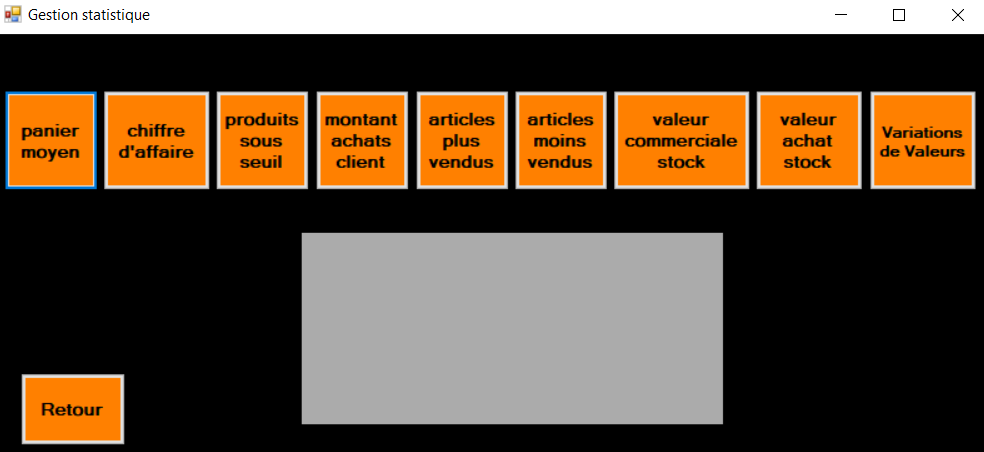 Gestion statistique
panier
moyen
chiffre
d'affaire
produits
sous
seuil
montant
achats
client
articles
plus
vendus
articles
moins
vendus
valeur
commerciale
stock
valeur
achat
stock
Variations
de Valeurs
Retour